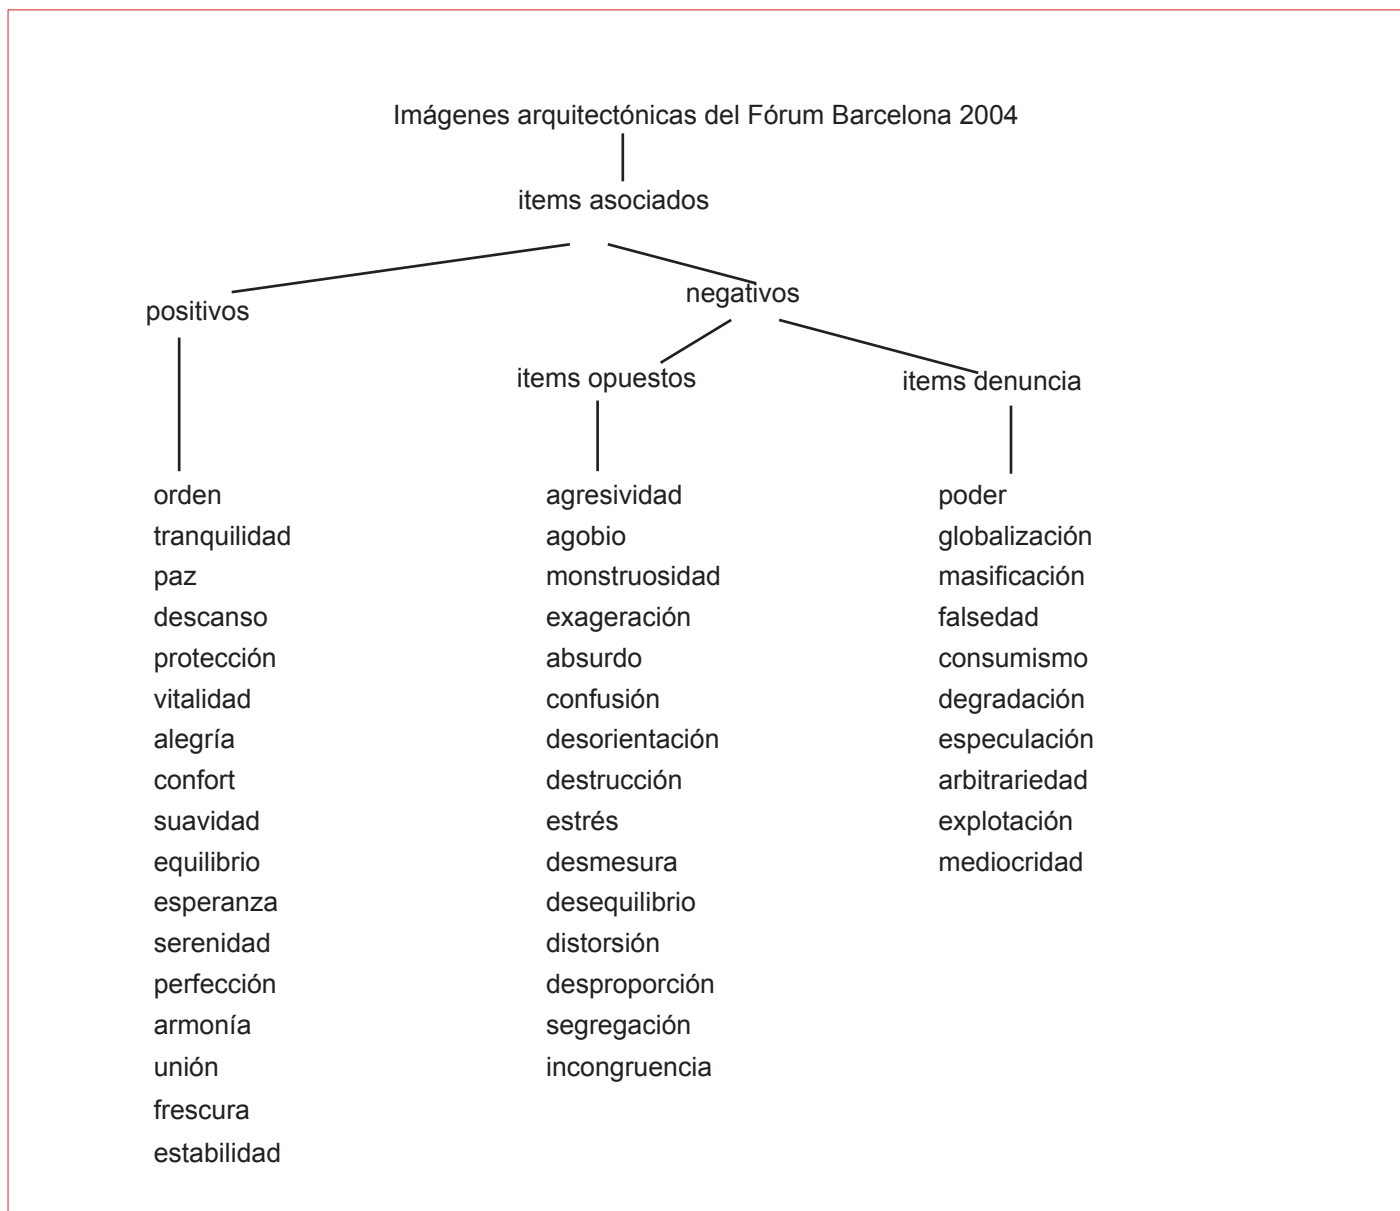 Imágenes arquitectónicas del Fórum Barcelona 2004
items asociados
positivos
negativos
items opuestos
items denuncia
orden
tranquilidad
paz
descanso
protección
vitalidad
alegría
confort
suavidad
equilibrio
esperanza
serenidad
perfección
armonía
unión
frescura
estabilidad
agresividad
agobio
monstruosidad
exageración
absurdo
confusión
desorientación
destrucción
estrés
desmesura
desequilibrio
distorsión
desproporción
segregación
incongruencia
poder
globalización
masificación
falsedad
consumismo
degradación
especulación
arbitrariedad
explotación
mediocridad